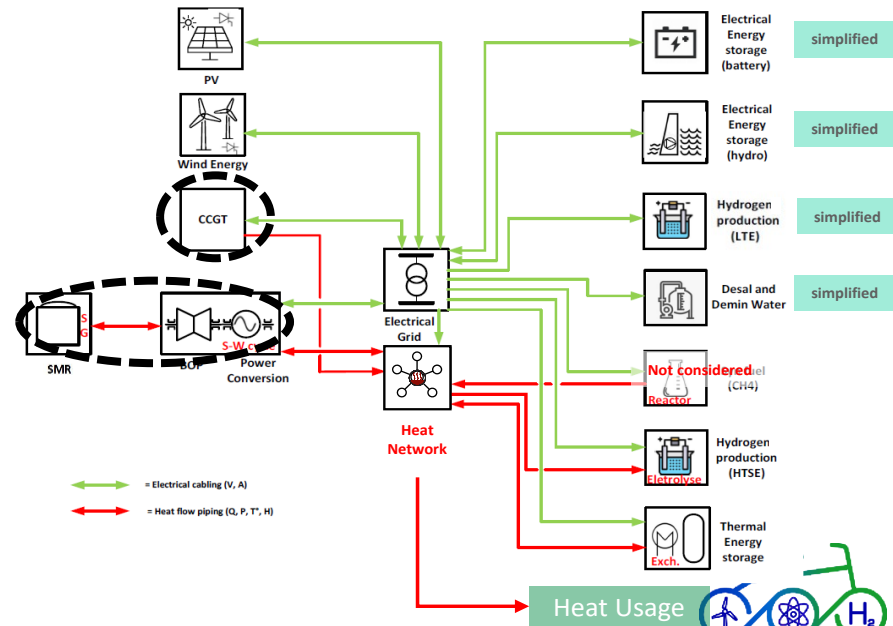 PV
Wind Energy
CCGT
S
G
SMR
S-W cycle
BOP
Power
Conversion
Electrical
Grid
Heat
Network
Electrical
Energy
storage
(battery)
simplified
Electrical
Energy
storage
(hydro)
simplified
Hydrogen
production
(LTE)
simplified
Desal and
Demin Water
simplified
Not considered
(CH4)
Reactor
Hydrogen
production
(HTSE)
Eletrolyse
Thermal
Energy
storage
Exch.
= Electrical cabling (V, A)
= Heat flow piping (Q, P, T°, H)
Heat Usage
H₂